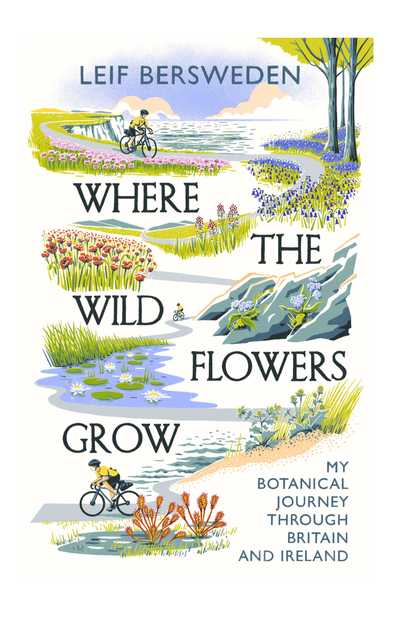 LEIF BERSWEDEN
WHERE
THE
WILD
FLOWERS
GROW
MY
BOTANICAL
JOURNEY
THROUGH
BRITAIN
AND IRELAND